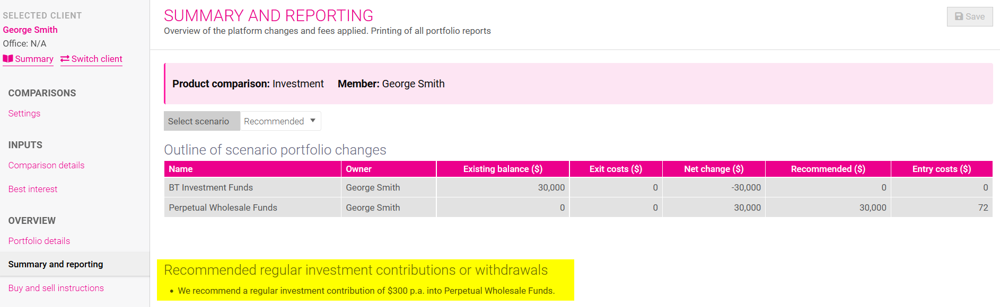 SELECTED CLIENT
George Smith
Office: N/A
Summary Switch client
COMPARISONS
Settings
INPUTS
Comparison details
Best interest
OVERVIEW
Portfolio details
Summary and reporting
Buy and sell instructions
SUMMARY AND REPORTING
Save
Overview of the platform changes and fees applied. Printing of all portfolio reports
Product comparison: Investment Member: George Smith
Select scenario Recommended
Outline of scenario portfolio changes
Name Owner Existing balance ($) Exit costs ($) Net change ($) Recommended ($) Entry costs ($)
BT Investment Funds George Smith 30,000 0 -30,000 0 0
Perpetual Wholesale Funds George Smith 0 0 30,000 30,000 72
Recommended regular investment contributions or withdrawals
• We recommend a regular investment contribution of $300 p.a. into Perpetual Wholesale Funds.